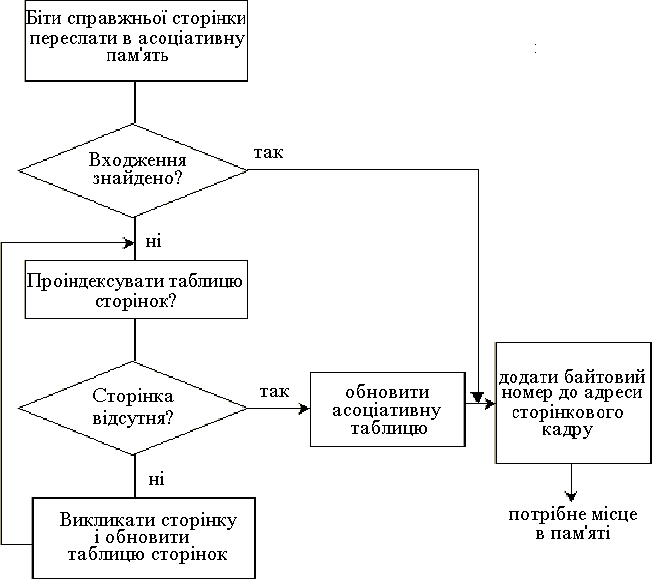 Біти справжньої сторінки
переслати в асоціативну
пам'ять
Входження
знайдено?
так
ні
Проіндексувати таблицю
сторінок?
Сторінка
відсутня?
так
обновити
асоціативну
таблицю
додати байтовий
номер до адреси
сторінкового
кадру
ні
Викликати сторінку
і обновити
таблицю сторінок
потрібне місце
в пам'яті